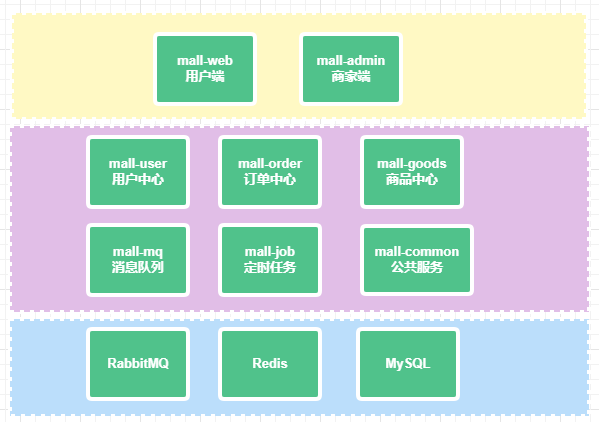 mall-web
用户端
mall-admin
商家端
mall-user
用户中心
mall-order
订单中心
mall-goods
商品中心
mall-mq
消息队列
mall-job
定时任务
mall-common
公共服务
RabbitMQ
Redis
MySQL